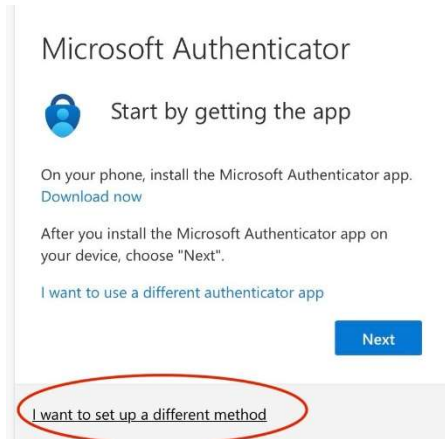 Microsoft Authenticator
Start by getting the app
On your phone, install the Microsoft Authenticator app.
Download now
After you install the Microsoft Authenticator app on
your device, choose "Next".
I want to use a different authenticator app
Next
I want to set up a different method